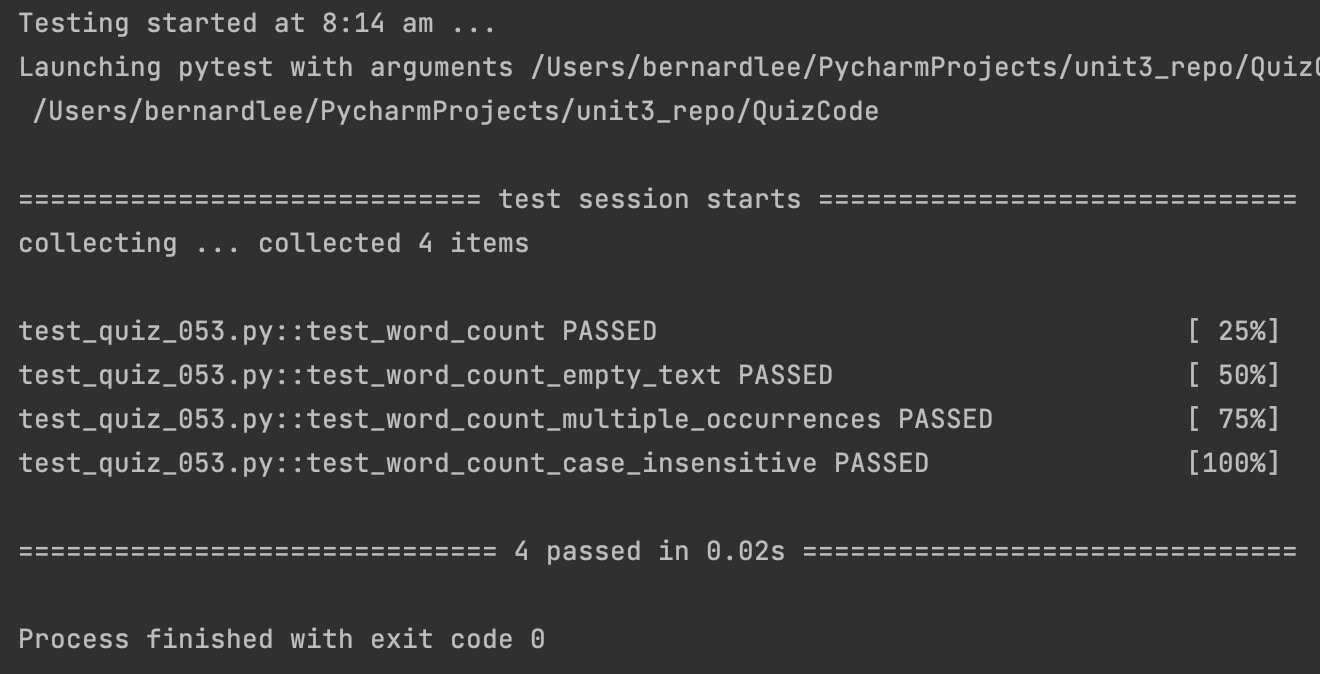 Testing started at 8:14 am ...
Launching pytest with arguments /Users/bernardlee/PycharmProjects/unit3_repo/Quiz
/Users/bernardlee/PycharmProjects/unit3_repo/QuizCode
============================= test session starts ==============================
collecting ... collected 4 items
test_quiz_053.py::test_word_count PASSED [ 25%]
test_quiz_053.py::test_word_count_empty_text PASSED [ 50%]
test_quiz_053.py::test_word_count_multiple_occurrences PASSED [ 75%]
test_quiz_053.py::test_word_count_case_insensitive PASSED [100%]
============================== 4 passed in 0.02s ===============================
Process finished with exit code 0